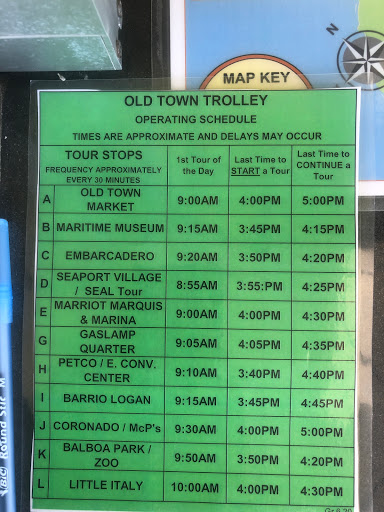 MAP KEY
OLD TOWN TROLLEY
OPERATING SCHEDULE
TIMES ARE APPROXIMATE AND DELAYS MAY OCCUR
TOUR STOPS
FREQUENCY APPROXIMATELY
EVERY 30 MINUTES
1st Tour of
the Day
Last Time to
START a Tour
Last Time to
CONTINUE a
Tour
A OLD TOWN
MARKET 9:00AM 4:00PM 5:00PM
B MARITIME MUSEUM 9:15AM 3:45PM 4:15PM
C EMBARCADERO 9:20AM 3:50PM 4:20PM
D SEAPORT VILLAGE
/ SEAL Tour 8:55AM 3:55:PM 4:25PM
E MARRIOT MARQUIS
& MARINA 9:00AM 4:00PM 4:30PM
G GASLAMP
QUARTER 9:05AM 4:05PM 4:35PM
H PETCO / E. CONV.
CENTER 9:10AM 3:40PM 4:40PM
I BARRIO LOGAN 9:15AM 3:45PM 4:45PM
J CORONADO / McP's 9:30AM 4:00PM 5:00PM
K BALBOA PARK /
ZOO 9:50AM 3:50PM 4:20PM
L LITTLE ITALY 10:00AM 4:00PM 4:30PM
BIC Round Stic M